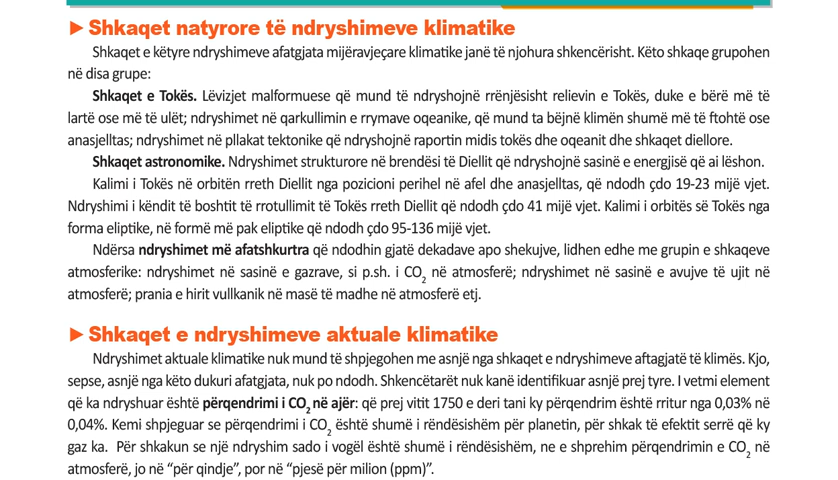 ►Shkaqet natyrore të ndryshimeve klimatike
Shkaqet e këtyre ndryshimeve afatgjata mijëravjeçare klimatike janë të njohura shkencërisht. Këto shkaqe grupohen
në disa grupe:
Shkaqet e Tokës. Lëvizjet malformuese që mund të ndryshojnë rrënjësisht relievin e Tokës, duke e bërë më të
lartë ose më të ulët; ndryshimet në qarkullimin e rrymave oqeanike, që mund ta bëjnë klimën shumë më të ftohtë ose
anasjelltas; ndryshimet në pllakat tektonike që ndryshojnë raportin midis tokës dhe oqeanit dhe shkaqet diellore.
Shkaqet astronomike. Ndryshimet strukturore në brendësi të Diellit që ndryshojnë sasinë e energjisë që ai lëshon.
Kalimi i Tokës në orbitën rreth Diellit nga pozicioni perihel në afel dhe anasjelltas, që ndodh çdo 19-23 mijë vjet.
Ndryshimi i këndit të boshtit të rrotullimit të Tokës rreth Diellit që ndodh çdo 41 mijë vjet. Kalimi i orbitës së Tokës nga
forma eliptike, në formë më pak eliptike që ndodh çdo 95-136 mijë vjet.
Ndërsa ndryshimet më afatshkurtra që ndodhin gjatë dekadave apo shekujve, lidhen edhe me grupin e shkaqeve
atmosferike: ndryshimet në sasinë e gazrave, si p.sh. i CO2 në atmosferë; ndryshimet në sasinë e avujve të ujit në
atmosferë; prania e hirit vullkanik në masë të madhe në atmosferë etj.
►Shkaqet e ndryshimeve aktuale klimatike
Ndryshimet aktuale klimatike nuk mund të shpjegohen me asnjë nga shkaqet e ndryshimeve aftagjatë të klimës. Kjo,
sepse, asnjë nga këto dukuri afatgjata, nuk po ndodh. Shkencëtarët nuk kanë identifikuar asnjë prej tyre. I vetmi element
që ka ndryshuar është përqendrimi i CO2 në ajër: që prej vitit 1750 e deri tani ky përqendrim është rritur nga 0,03% në
0,04%. Kemi shpjeguar se përqendrimi i CO2 është shumë i rëndësishëm për planetin, për shkak të efektit serrë që ky
gaz ka. Për shkakun se një ndryshim sado i vogël është shumë i rëndësishëm, ne e shprehim përqendrimin e CO2 në
atmosferë, jo në “për qindje”, por në “pjesë për milion (ppm)”.